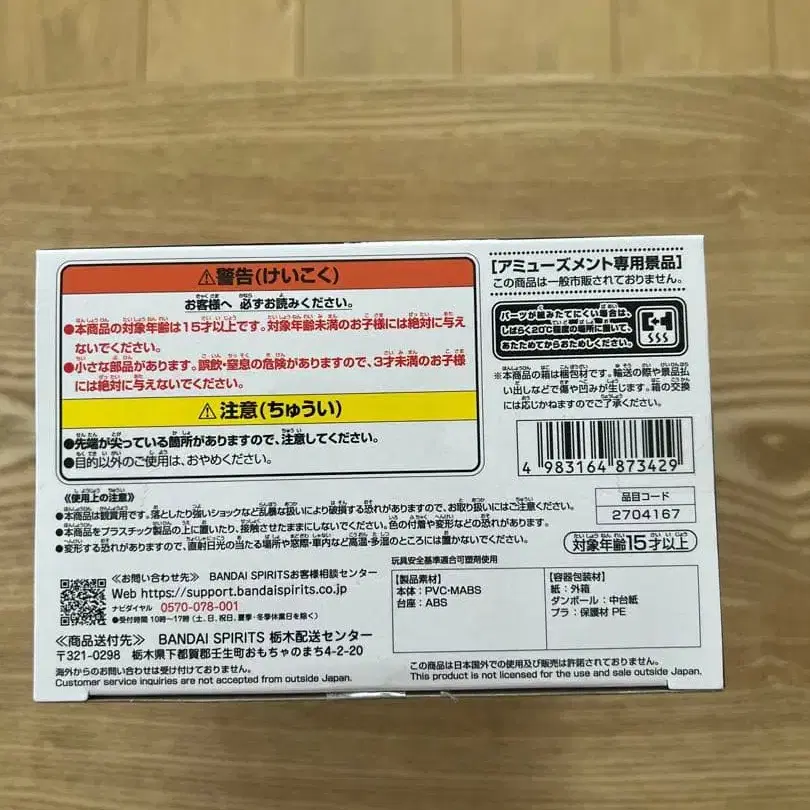 ⚠警告(けいこく)
お客様へ 必ずお読みください。
●本商品の対象年齢は15才以上です。対象年齢未満のお子様には絶対に与え
ないでください。
●小さな部品があります。誤飲・窒息の危険がありますので、3才未満のお子様
には絶対に与えないでください。
⚠注意(ちゅうい)
●先端が尖っている箇所がありますので、注意してください。
●目的以外のご使用は、おやめください。
[アミューズメント専用景品]
この商品は一般市販されておりません。
パーツが組みたてにくい場合は、
しばらく20℃程度の場所に置いて、
あたためてからおためしください。
※本商品の箱は梱包材です。輸送の際や景品払
い出しなどで傷や凹みが生じます。箱の交換
には応じかねますのでご了承ください。
4 983164 873429
品目コード
2704167
対象年齢15才以上
《使用上の注意》
●本商品は観賞用です。落としたり強いショックなど乱暴な扱いにより破損する恐れがありますので、お取り扱いにはご注意ください。
●本商品をプラスチック製品の上に置いたり、接触させたままにしないでください。色の付着や変形などの恐れがあります。
●変形する恐れがありますので、直射日光の当たる場所や窓際・車内など高温・多湿のところには置かないでください。
≪お問い合わせ先≫ BANDAI SPIRITSお客様相談センター
Web https://support.bandaispirits.co.jp
ナビダイヤル 0570-078-001
●受付時間 10時〜17時(土、日、祝日、夏季・冬季休業日を除く)
≪商品送付先≫ BANDAI SPIRITS 栃木配送センター
〒321-0298 栃木県下都賀郡壬生町おもちゃのまち4-2-20
海外からのお問い合わせは受け付けておりません。
Customer service inquiries are not accepted from outside Japan.
玩具安全基準適合可塑剤使用
【製品素材】
本体:PVC・MABS
台座:ABS
【容器包装材】
紙:外箱
ダンボール:中台紙
プラ:保護材 PE
この商品は日本国外での使用及び販売は許諾されておりません。
This product is not licensed for the use and sale outside Japan.